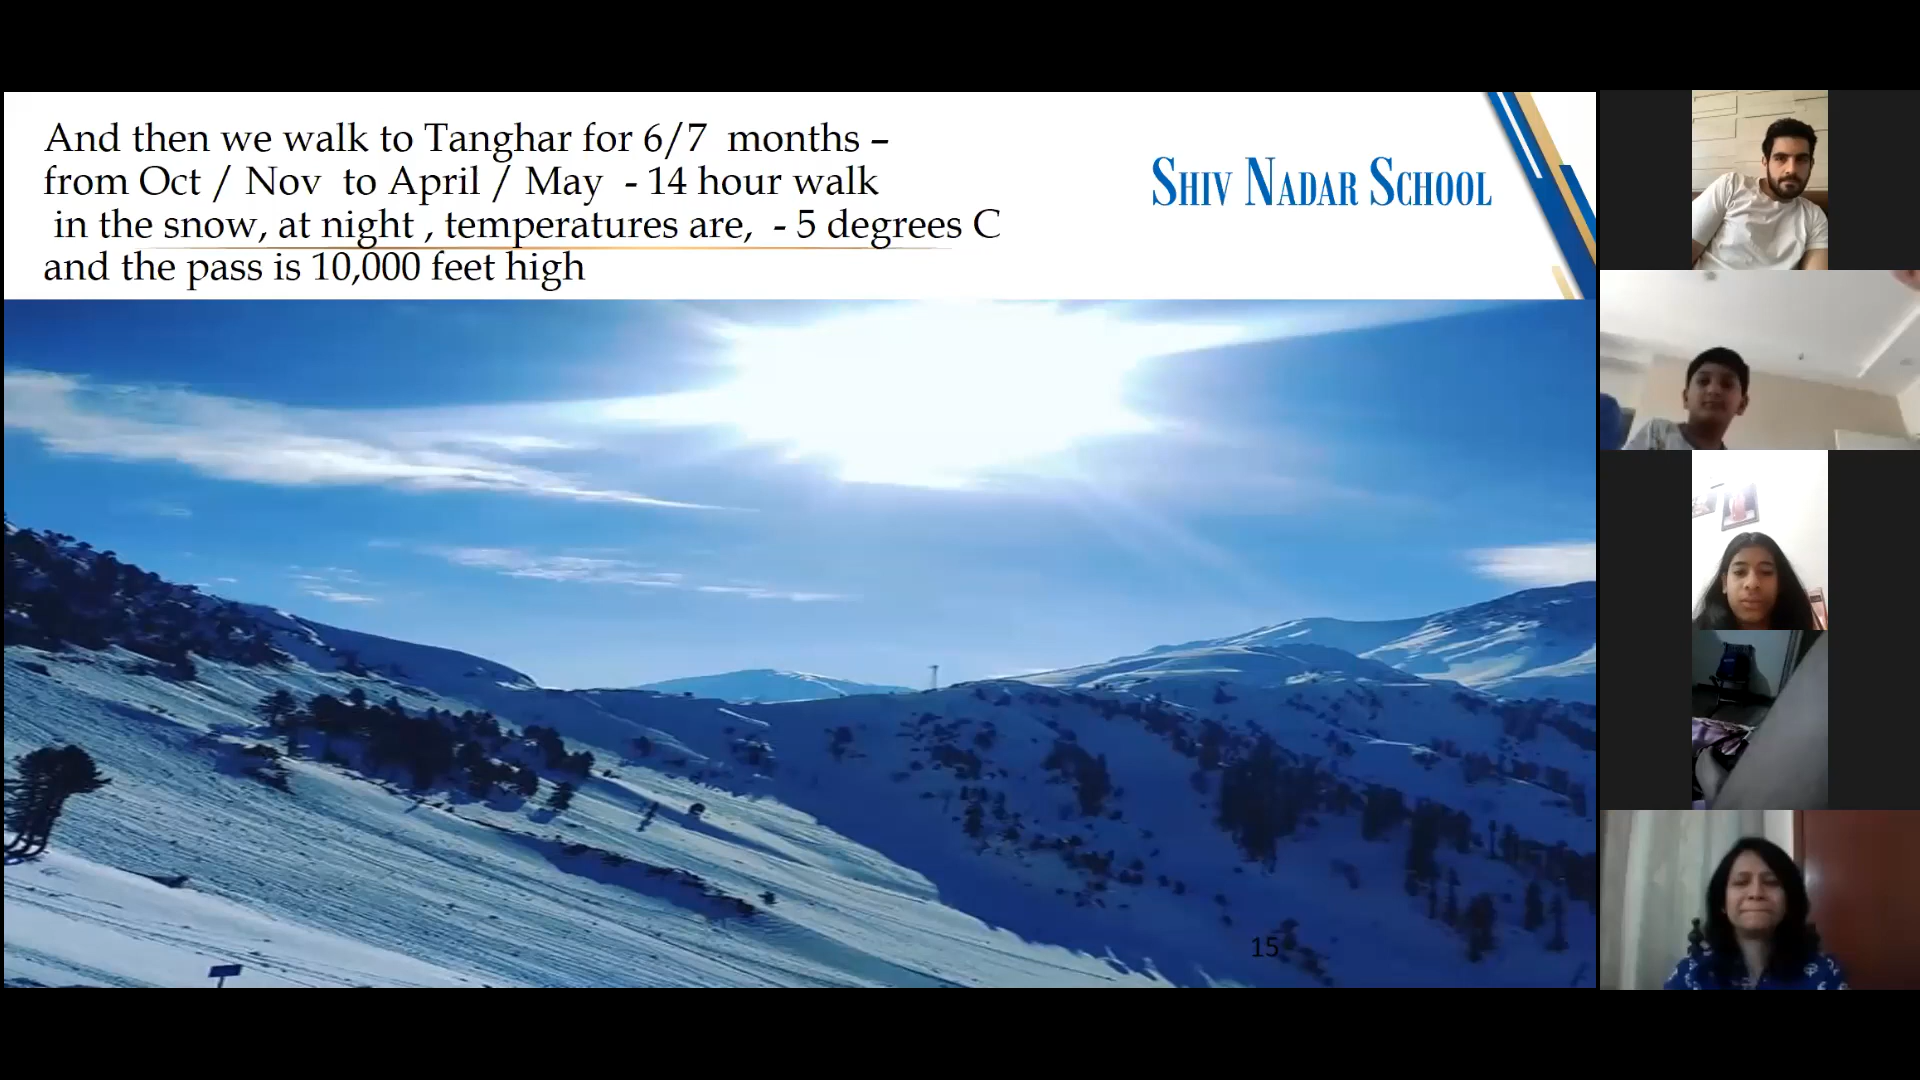 And then we walk to Tanghar for 6/7 months –
from Oct / Nov to April / May - 14 hour walk
in the snow, at night , temperatures are, - 5 degrees C
and the pass is 10,000 feet high
SHIV NADAR SCHOOL
15